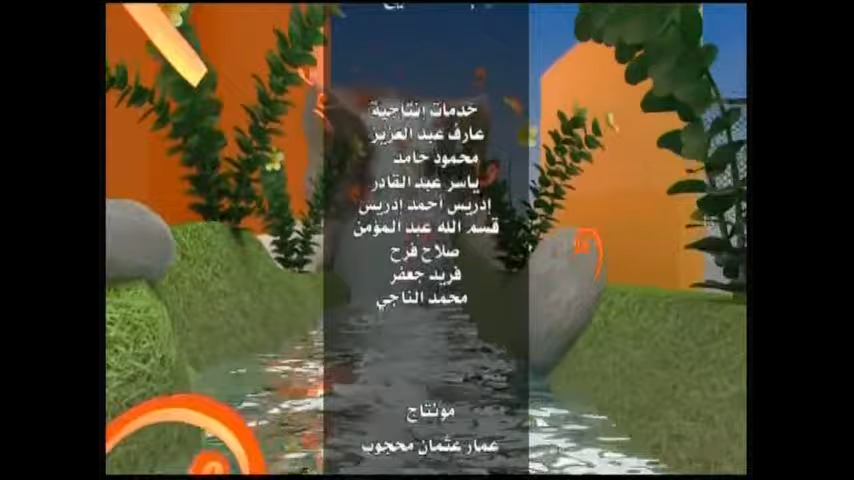 خدمات إنتاجية
عارف عبد العزيز
محمود حامد
ياسر عبد القادر
ادريس احمد ادريس
قسم الله عبد المؤمن
صلاح فرح
فريد جعفر
محمد الناجي
مونتاج
عمار عثمان محجوب